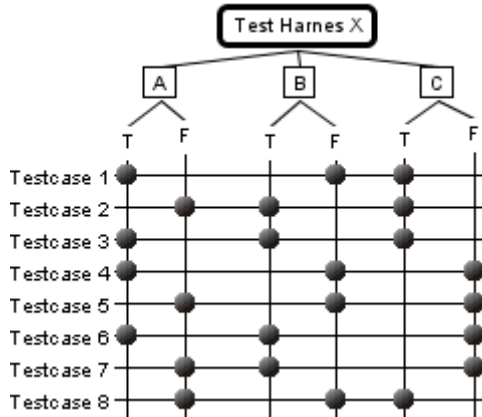 Test Harnes X
A B C
T F T F T F
Testcase 1
Testcase 2
Testcase 3
Testcase 4
Testcase 5
Testcase 6
Testcase 7
Testcase 8